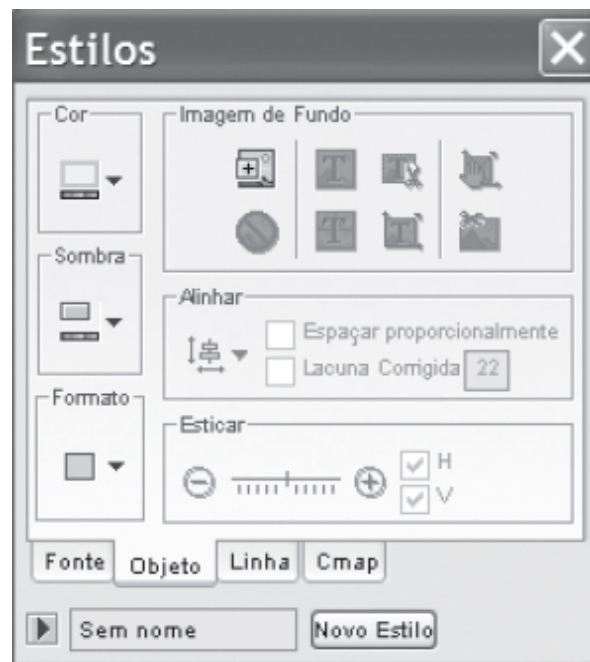 Estilos
Cor
Imagem de Fundo
Sombra
Alinhar
Espaçar proporcionalmente
Lacuna Corrigida 22
Formato
Esticar
H
V
Fonte Objeto Linha Cmap
Sem nome Novo Estilo